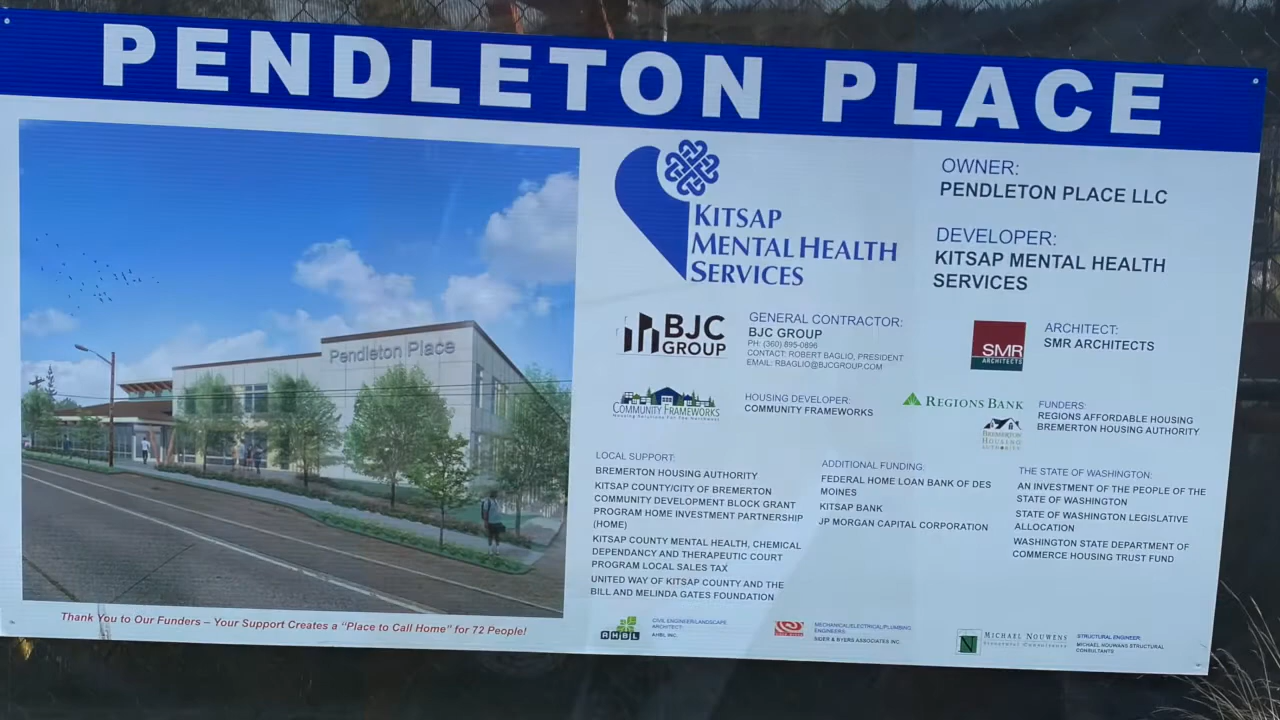 PENDLETON PLACE
Pendleton Place
Thank You to Our Funders – Your Support Creates a “Place to Call Home” for 72 People!
KITSAP
MENTAL HEALTH
SERVICES
OWNER:
PENDLETON PLACE LLC
DEVELOPER:
KITSAP MENTAL HEALTH
SERVICES
BJC
GROUP
GENERAL CONTRACTOR:
BJC GROUP
PH: (360) 895-0896
CONTACT: ROBERT BAGLIO, PRESIDENT
EMAIL: RBAGLIO@BJCGROUP.COM
SMR
ARCHITECTS
ARCHITECT:
SMR ARCHITECTS
COMMUNITY FRAMEWORKS
Housing Solutions For The Northwest
HOUSING DEVELOPER:
COMMUNITY FRAMEWORKS
REGIONS BANK
BREMERTON
HOUSING
AUTHORITY
FUNDERS:
REGIONS AFFORDABLE HOUSING
BREMERTON HOUSING AUTHORITY
LOCAL SUPPORT:
BREMERTON HOUSING AUTHORITY
KITSAP COUNTY/CITY OF BREMERTON
COMMUNITY DEVELOPMENT BLOCK GRANT
PROGRAM HOME INVESTMENT PARTNERSHIP
(HOME)
KITSAP COUNTY MENTAL HEALTH, CHEMICAL
DEPENDANCY AND THERAPEUTIC COURT
PROGRAM LOCAL SALES TAX
UNITED WAY OF KITSAP COUNTY AND THE
BILL AND MELINDA GATES FOUNDATION
ADDITIONAL FUNDING:
FEDERAL HOME LOAN BANK OF DES
MOINES
KITSAP BANK
JP MORGAN CAPITAL CORPORATION
THE STATE OF WASHINGTON:
AN INVESTMENT OF THE PEOPLE OF THE
STATE OF WASHINGTON
STATE OF WASHINGTON LEGISLATIVE
ALLOCATION
WASHINGTON STATE DEPARTMENT OF
COMMERCE HOUSING TRUST FUND
AHBL
CIVIL ENGINEER/LANDSCAPE
ARCHITECT:
AHBL INC.
MECHANICAL/ELECTRICAL/PLUMBING
ENGINEERS:
SIDER & BYERS ASSOCIATES INC.
N
MICHAEL NOUWENS
Structural Consultants
STRUCTURAL ENGINEER:
MICHAEL NOUWANS STRUCTURAL
CONSULTANTS